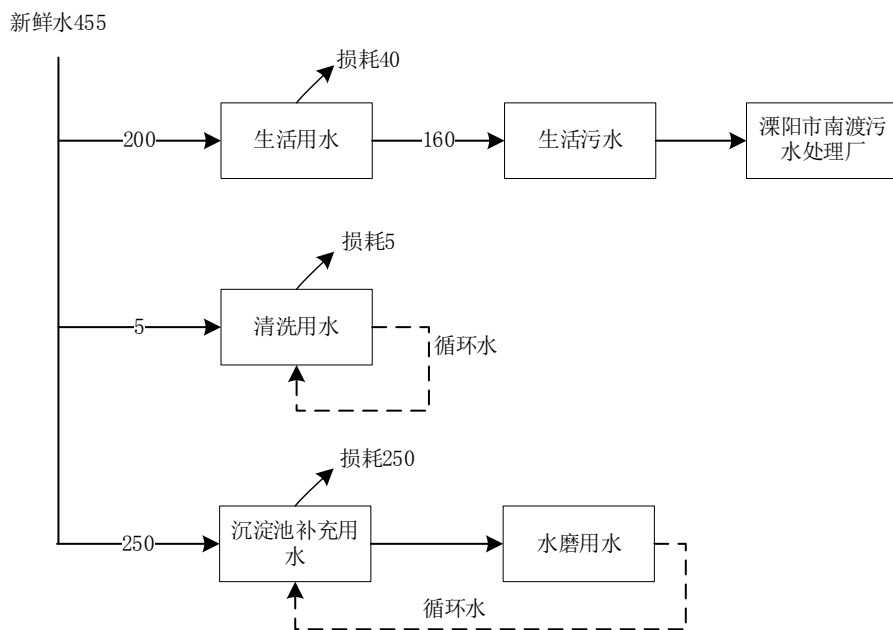 新鲜水455
损耗40
200
生活用水
160
生活污水
溧阳市南渡污
水处理厂
损耗5
5
清洗用水
循环水
损耗250
250
沉淀池补充用
水
水磨用水
循环水